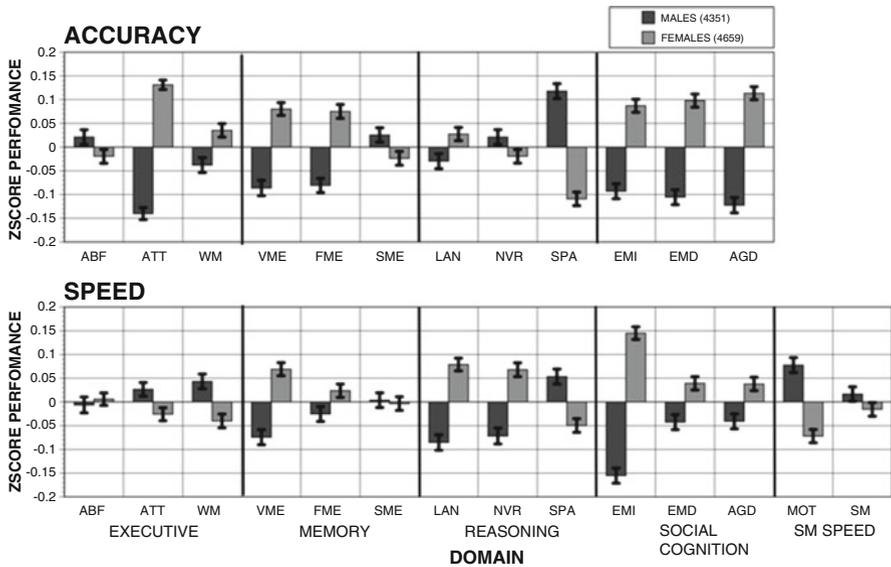 MALES (4351)
FEMALES (4659)
ACCURACY
ZSCORE PERFOMANCE
0.2
0.15
0.1
0.05
0
-0.05
-0.1
-0.15
-0.2
ABF ATT WM VME FME SME LAN NVR SPA EMI EMD AGD
SPEED
ZSCORE PERFOMANCE
0.2
0.15
0.1
0.05
0
-0.05
-0.1
-0.15
-0.2
ABF ATT WM VME FME SME LAN NVR SPA EMI EMD AGD MOT SM
EXECUTIVE MEMORY REASONING SOCIAL COGNITION SM SPEED
DOMAIN